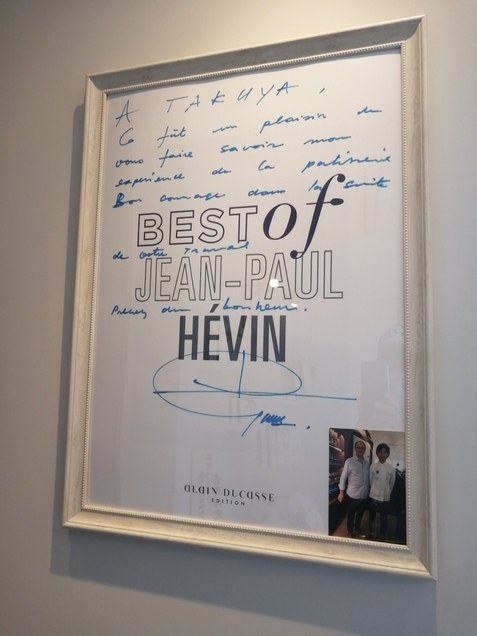 A TAKUYA,
Ce fût un plaisir de
vous faire savoir mon
expérience de la patisserie
Bon courage dans la suite
BEST of
de votre travail
JEAN-PAUL
Prenez du bonheur.
HÉVIN
alain DUCASSE
EDITION